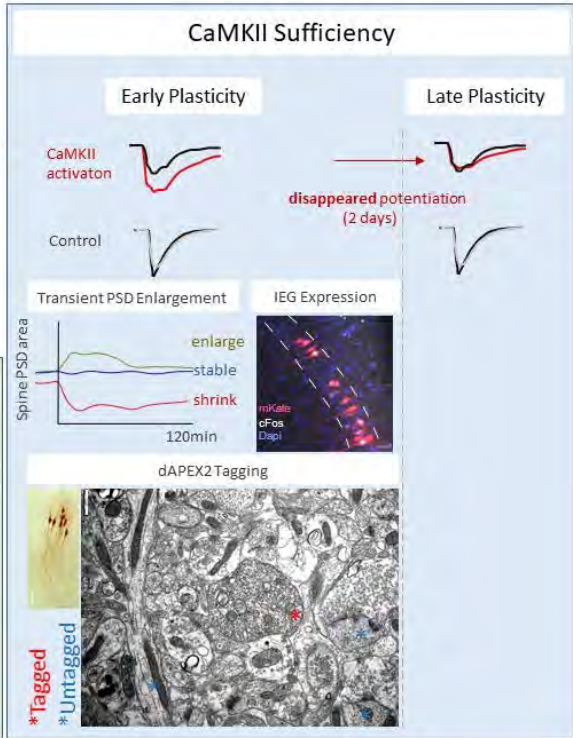 CaMKII Sufficiency
Early Plasticity
Late Plasticity
CaMKII
activaton
disappeared potentiation
(2 days)
Control
Transient PSD Enlargement
IEG Expression
Spine PSD area
enlarge
stable
shrink
120min
mKate
cFos
Dapi
dAPEX2 Tagging
*Tagged
*Untagged